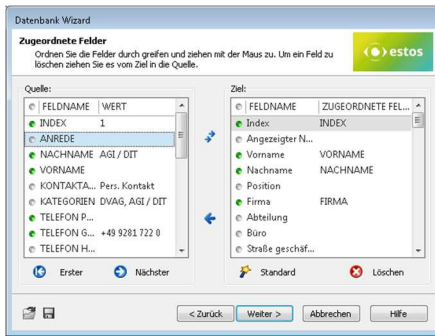 Datenbank Wizard
Zugeordnete Felder
Ordnen Sie die Felder durch greifen und ziehen mit der Maus zu. Um ein Feld zu
löschen ziehen Sie es vom Ziel in die Quelle.
estos
Quelle:
FELDNAME WERT
INDEX 1
ANREDE
NACHNAME AGI / DIT
VORNAME
KONTAKTA... Pers. Kontakt
KATEGORIEN DVAG, AGI / DIT
TELEFON P...
TELEFON G... +49 9281 722 0
TELEFON H...
Erster Nächster
Ziel:
FELDNAME ZUGEORDNETE FEL...
Index INDEX
Angezeigter N...
Vorname VORNAME
Nachname NACHNAME
Position
Firma FIRMA
Abteilung
Büro
Straße geschäf...
Standard Löschen
< Zurück Weiter > Abbrechen Hilfe